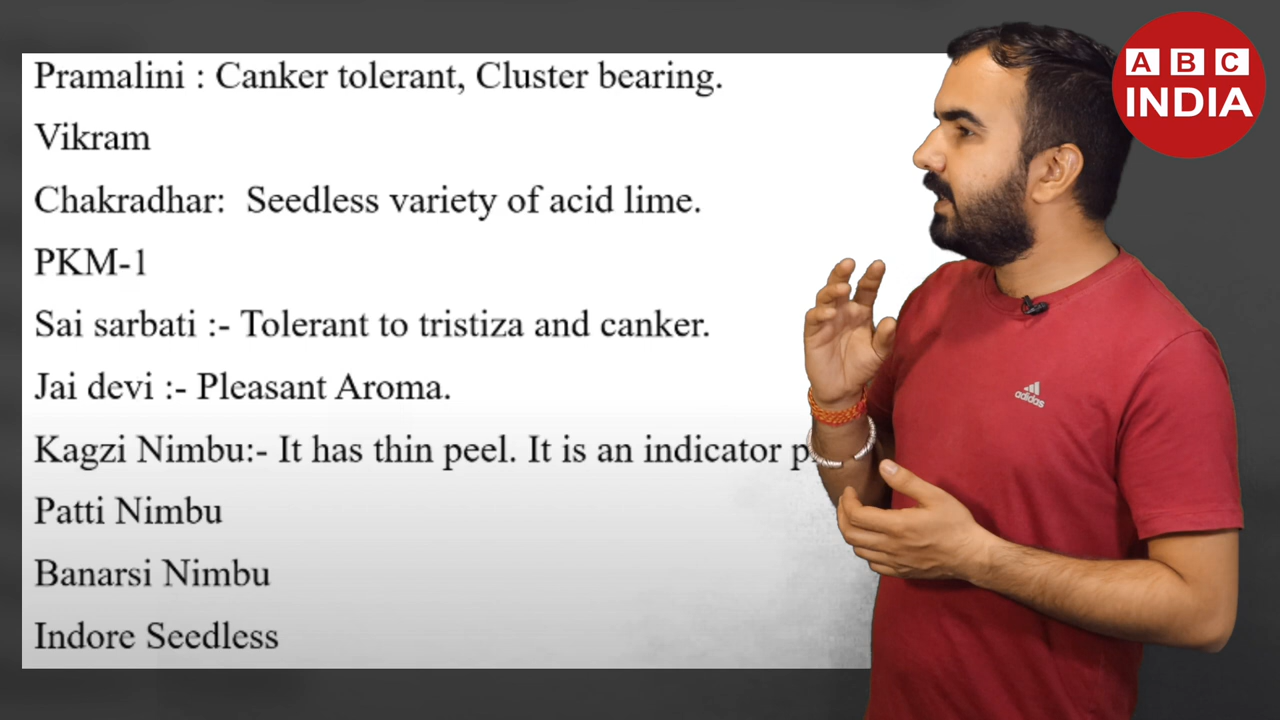 Pramalini : Canker tolerant, Cluster bearing.
Vikram
Chakradhar: Seedless variety of acid lime.
PKM-1
Sai sarbati :- Tolerant to tristiza and canker.
Jai devi :- Pleasant Aroma.
Kagzi Nimbu:- It has thin peel. It is an indicator
Patti Nimbu
Banarsi Nimbu
Indore Seedless
ABC
INDIA
adidas